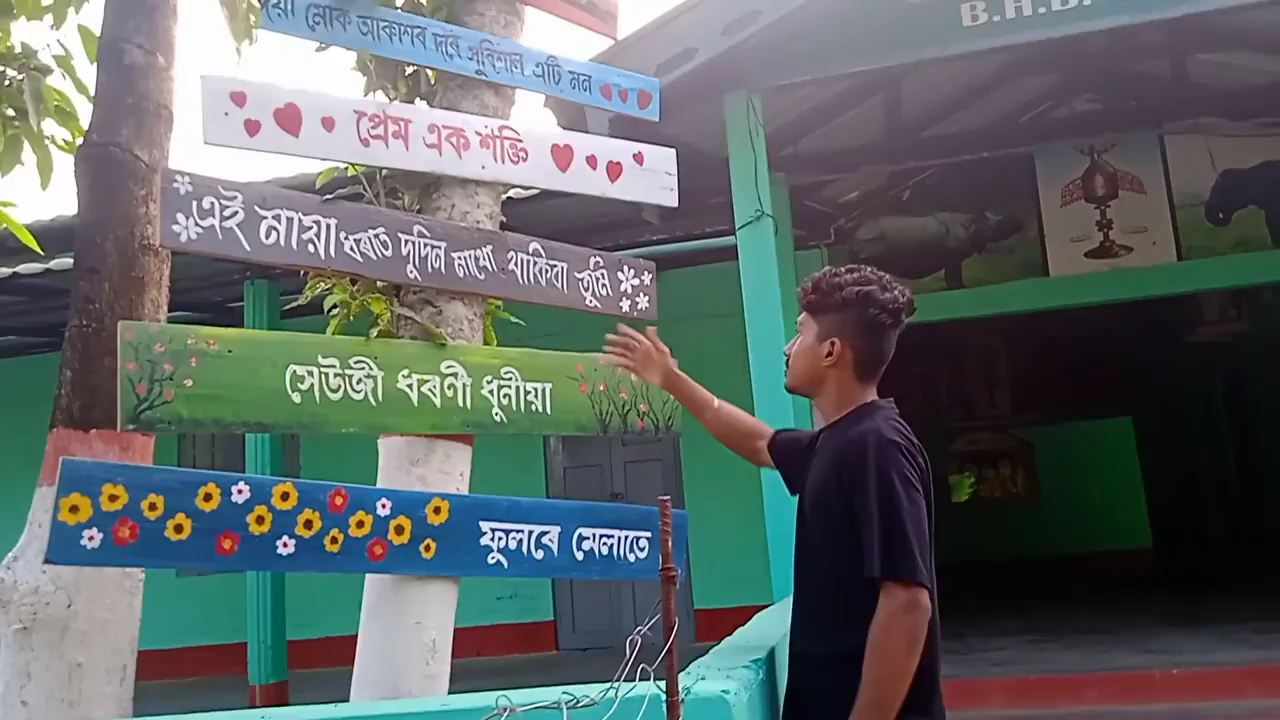 দিয়া মোক আকাশৰ দৰে সুবিশাল এটি মন
B.H.B.
প্ৰেম এক শক্তি
এই মায়া ধৰাত দুদিন মাথো থাকিবা তুমি
সেউজী ধৰণী ধুনীয়া
ফুলৰে মেলাতে